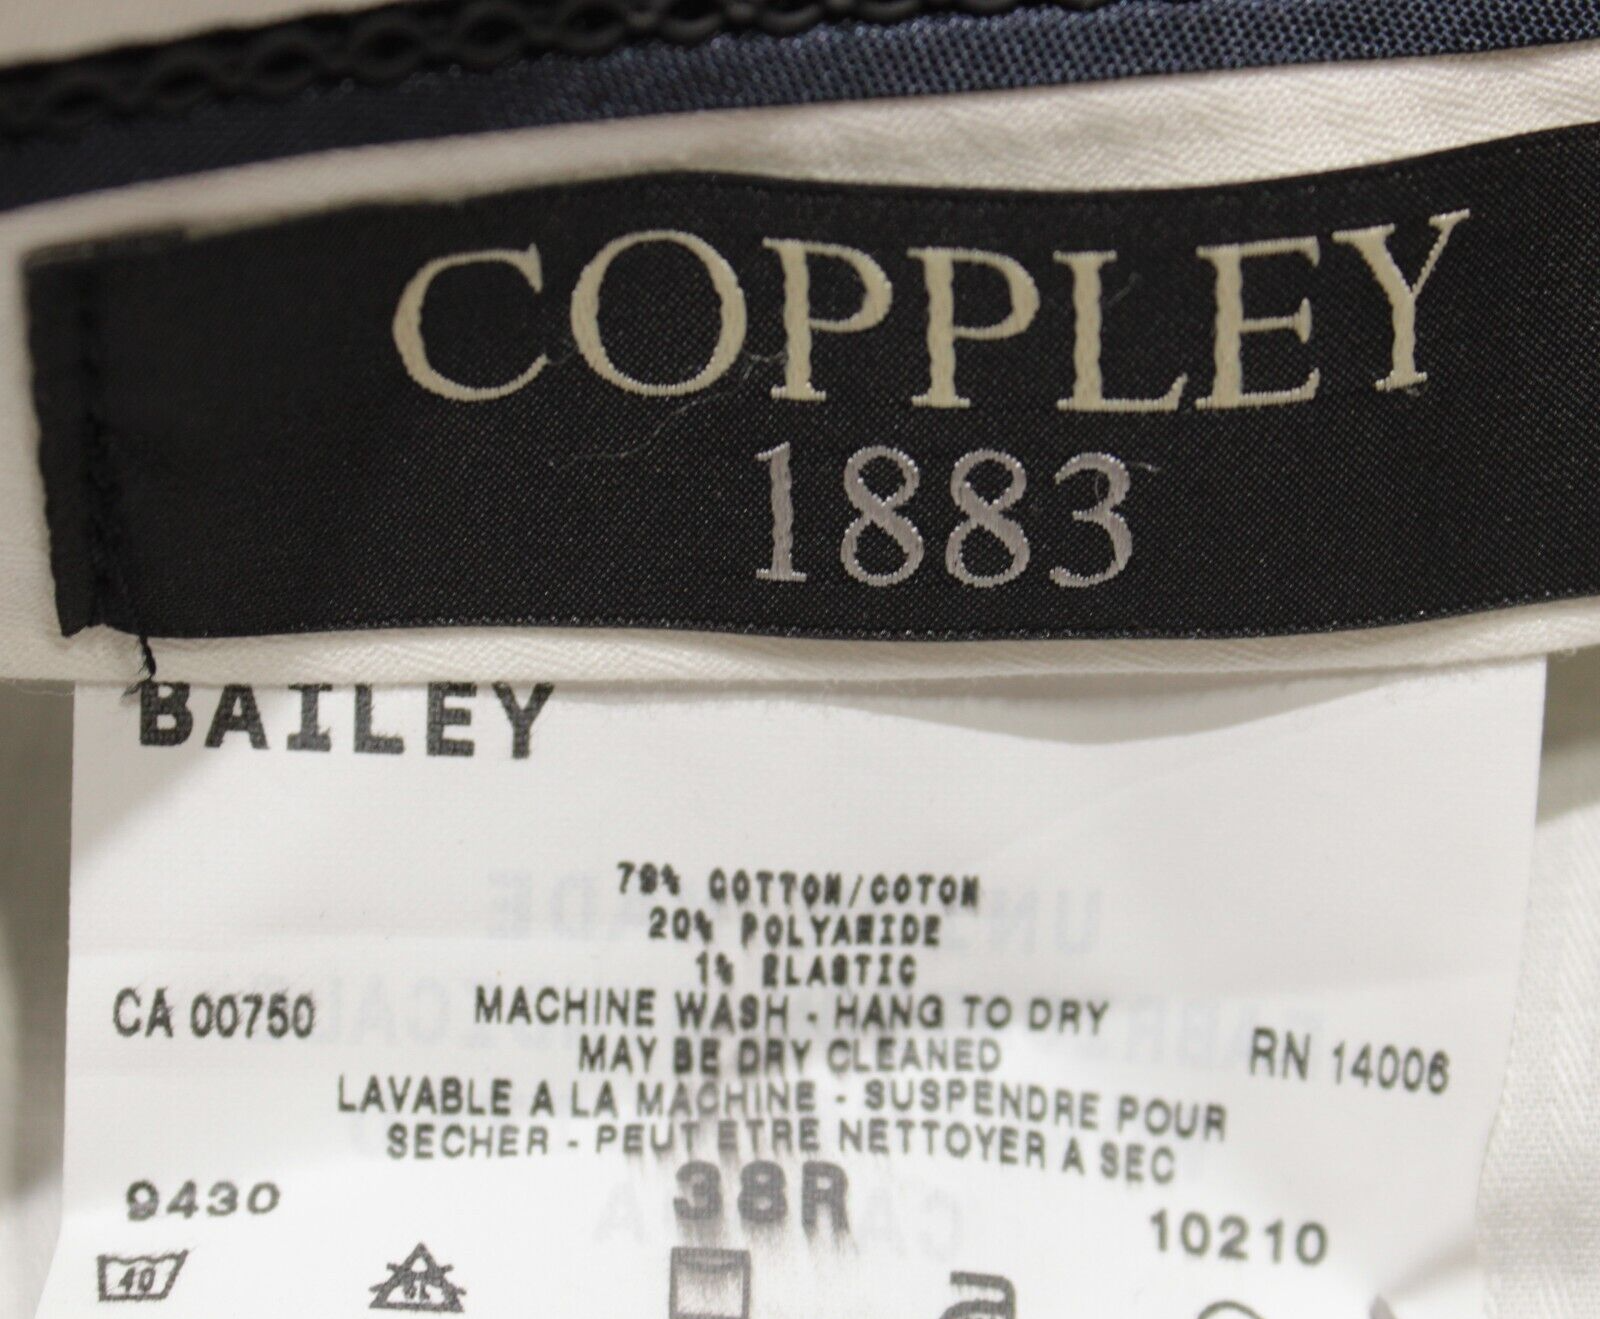 COPPLEY
1883
BAILEY
79% COTTON/COTON
20% POLYAMIDE
1% ELASTIC
CA 00750
MACHINE WASH - HANG TO DRY
MAY BE DRY CLEANED
RN 14006
LAVABLE A LA MACHINE - SUSPENDRE POUR
SECHER - PEUT ETRE NETTOYER A SEC
9430
38R
10210
40